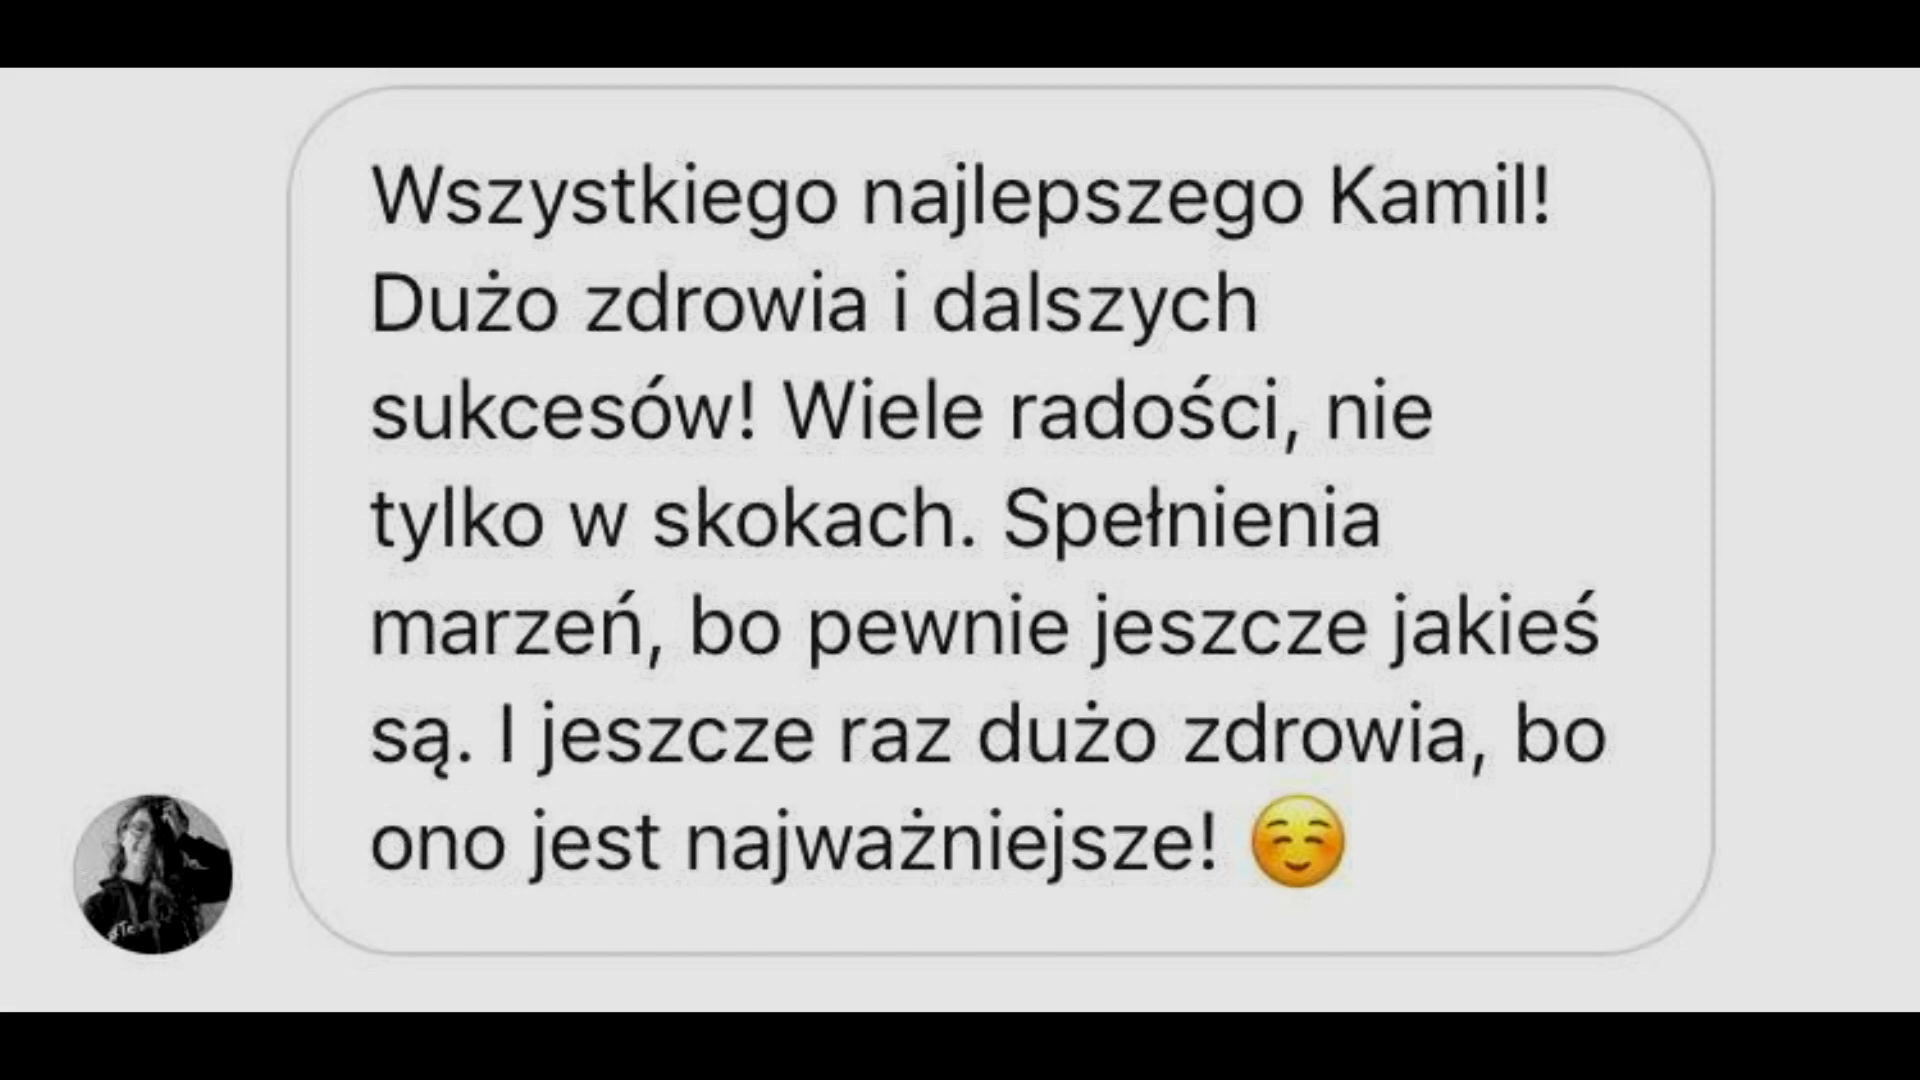 Wszystkiego najlepszego Kamil!
Dużo zdrowia i dalszych
sukcesów! Wiele radości, nie
tylko w skokach. Spełnienia
marzeń, bo pewnie jeszcze jakieś
są. I jeszcze raz dużo zdrowia, bo
ono jest najważniejsze! ☺️